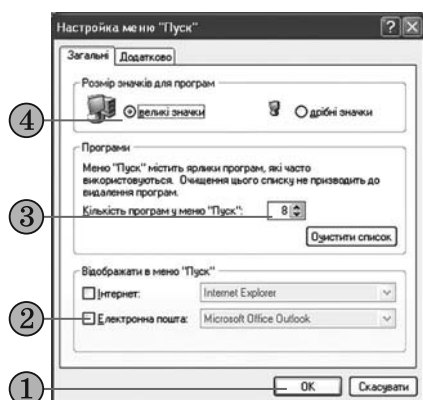 Настройка меню "Пуск"
Загальні Додатково
Розмір значків для програм
4 великі значки дрібні значки
Програми
Меню "Пуск" містить ярлики програм, які часто
використовуються. Очищення цього списку не призводить до
видалення програм.
3 Кількість програм у меню "Пуск": 8
Очистити список
Відображати в меню "Пуск"
Інтернет: Internet Explorer
2 Електронна пошта: Microsoft Office Outlook
1 OK Скасувати